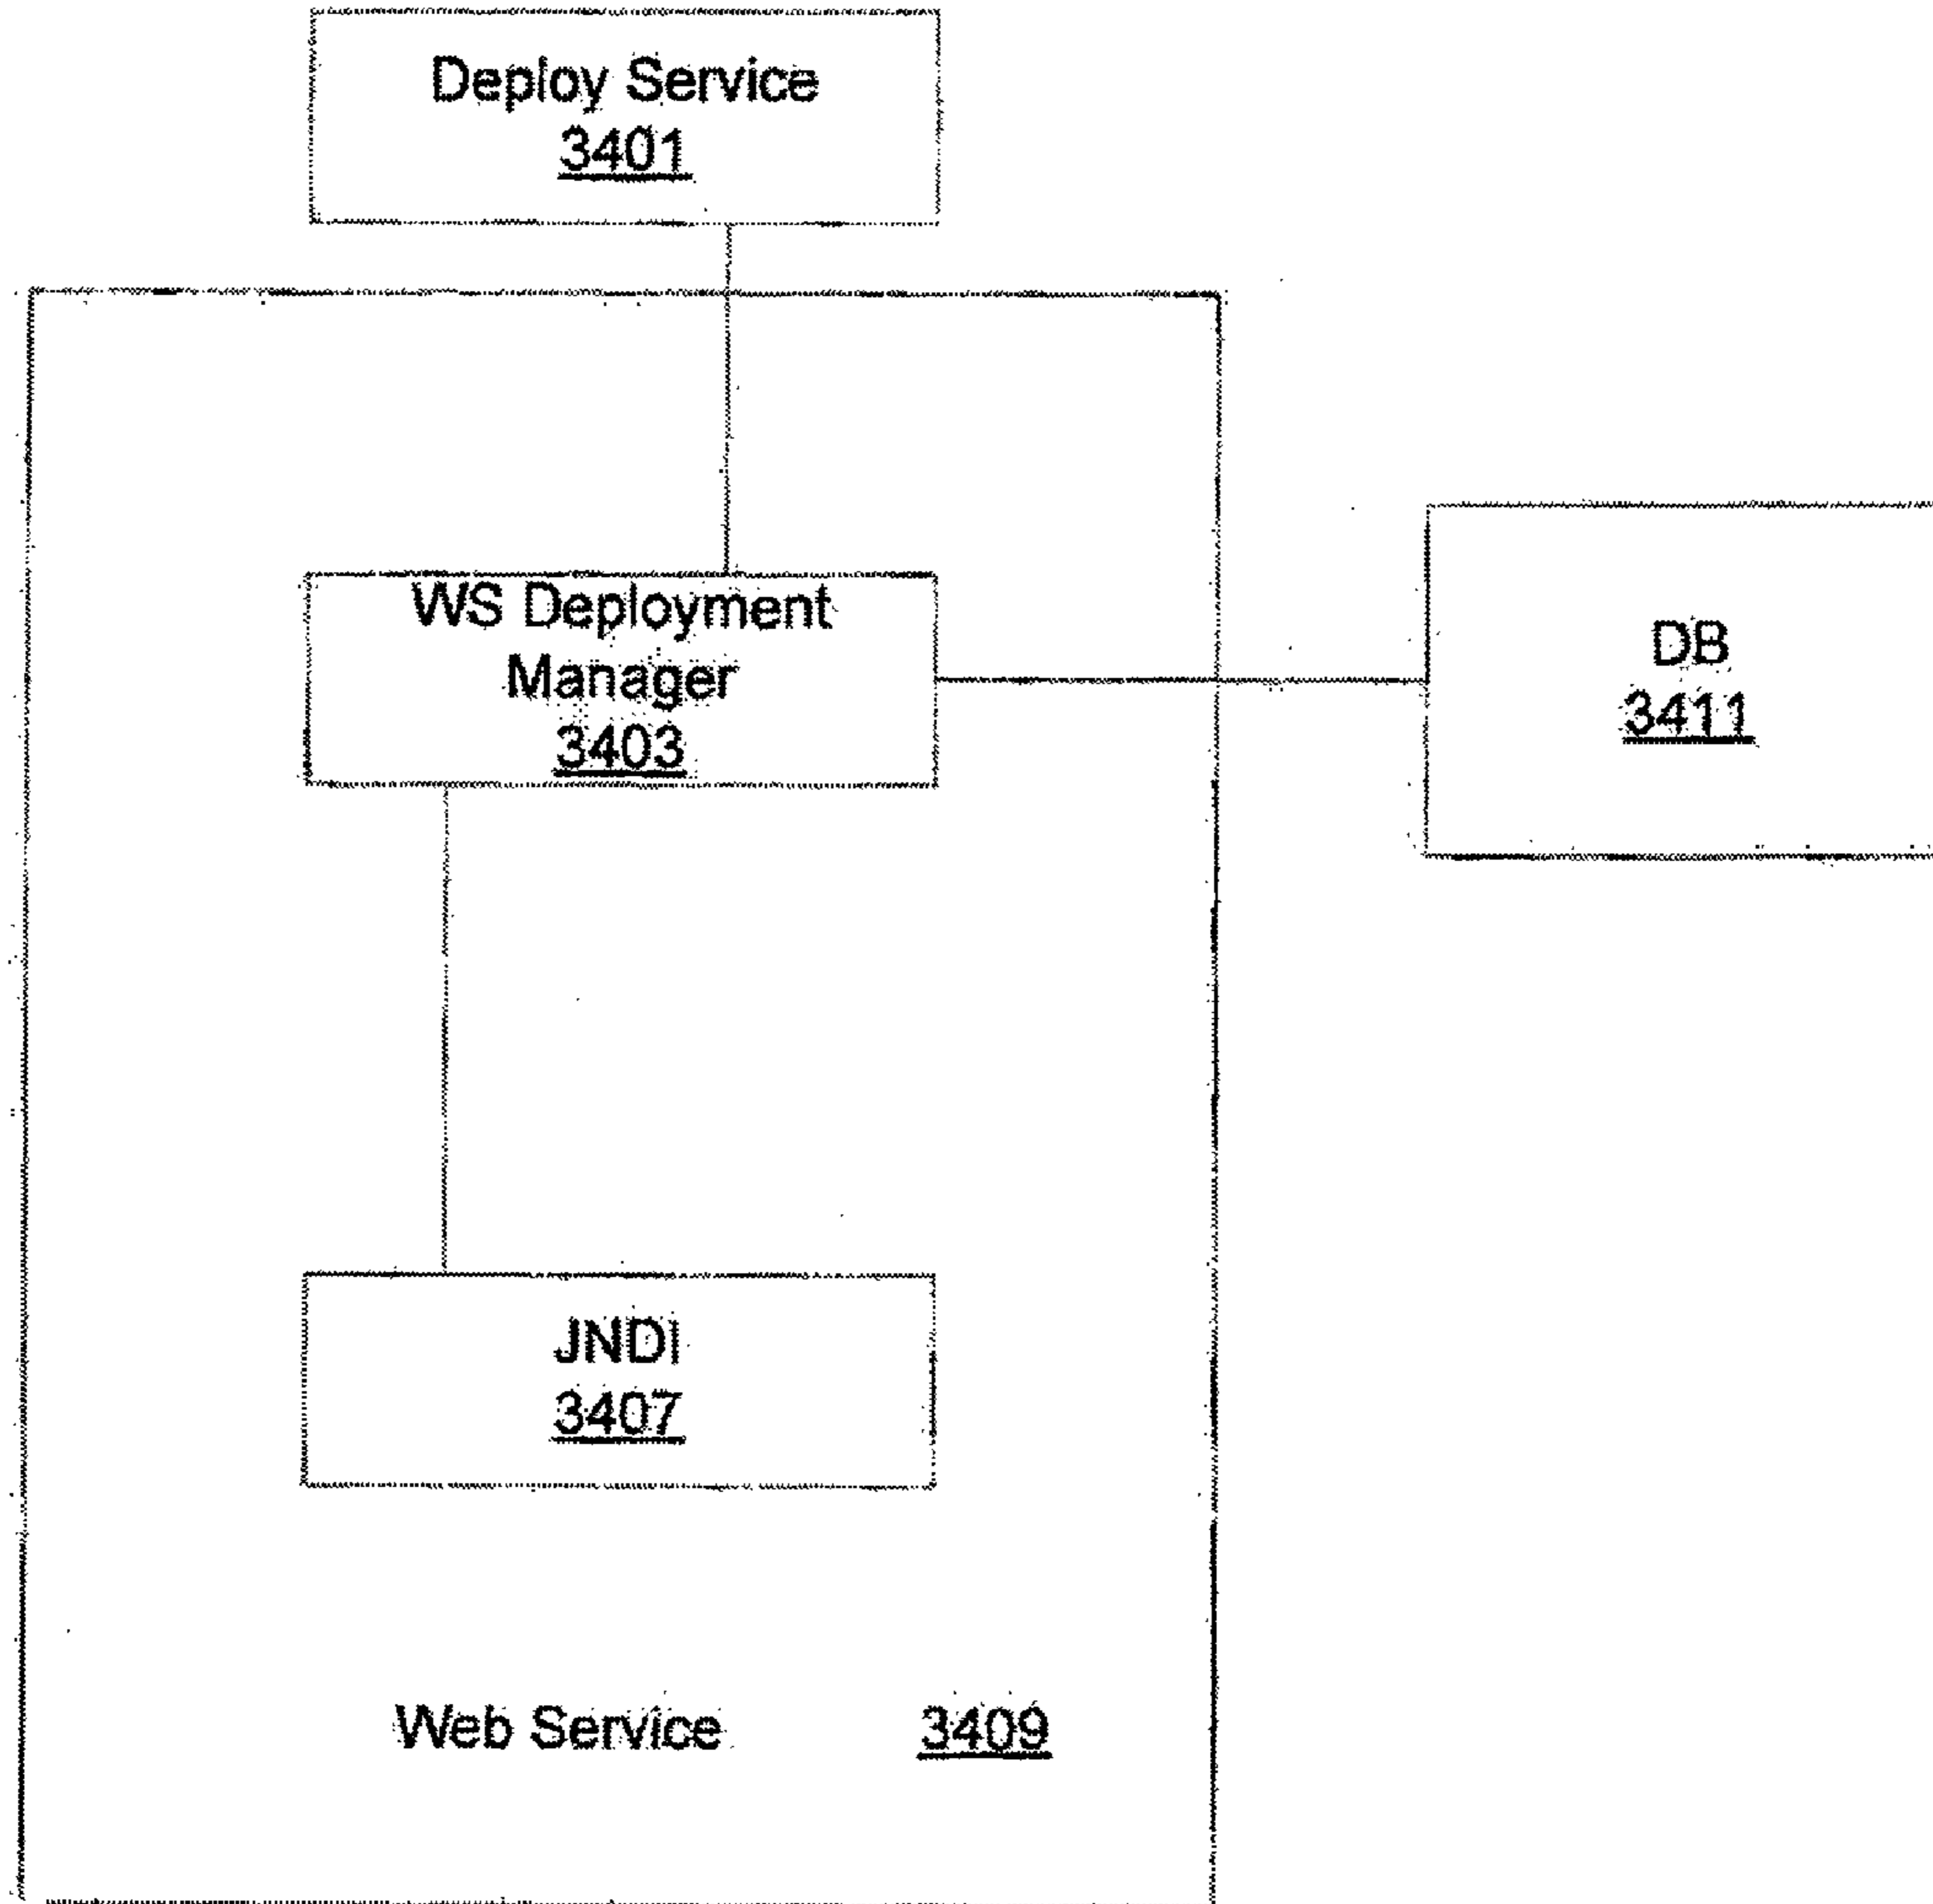 Deploy Service
3401
WS Deployment
Manager
3403
DB
3411
JNDI
3407
Web Service 3409